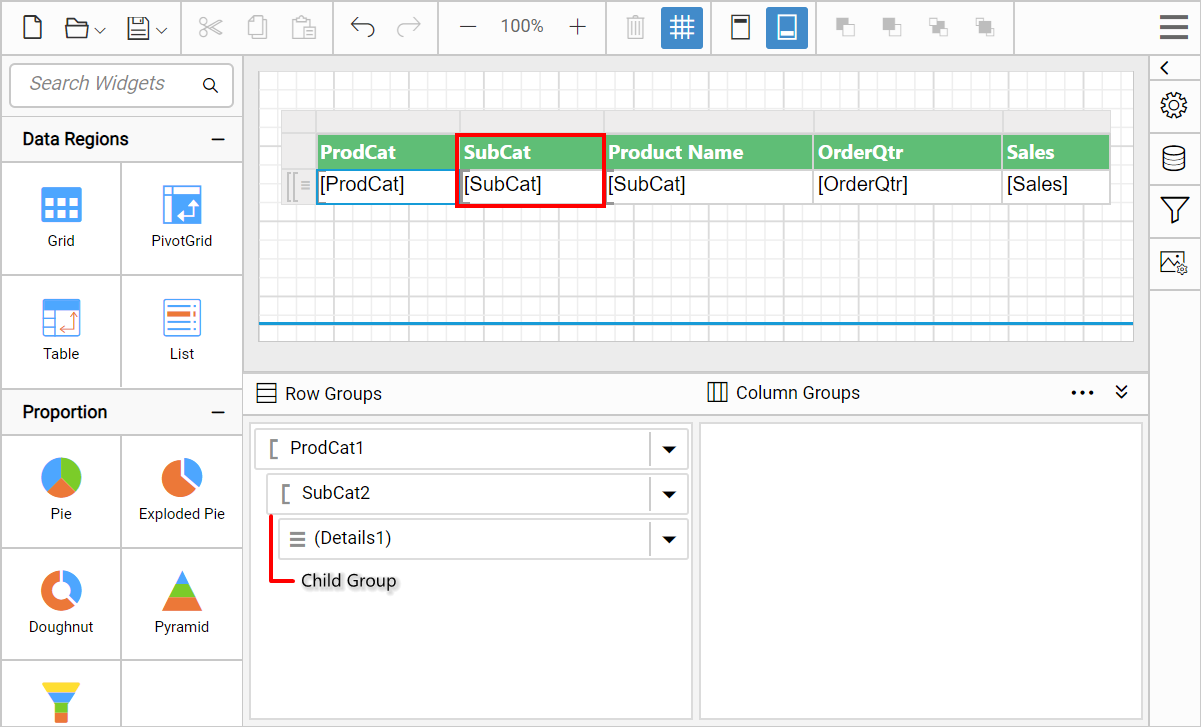 100%
Search Widgets
Data Regions
Grid
PivotGrid
Table
List
Proportion
Pie
Exploded Pie
Doughnut
Pyramid
ProdCat SubCat Product Name OrderQtr Sales
[ProdCat] [SubCat] [SubCat] [OrderQtr] [Sales]
Row Groups
Column Groups
ProdCat1
SubCat2
(Details1)
Child Group